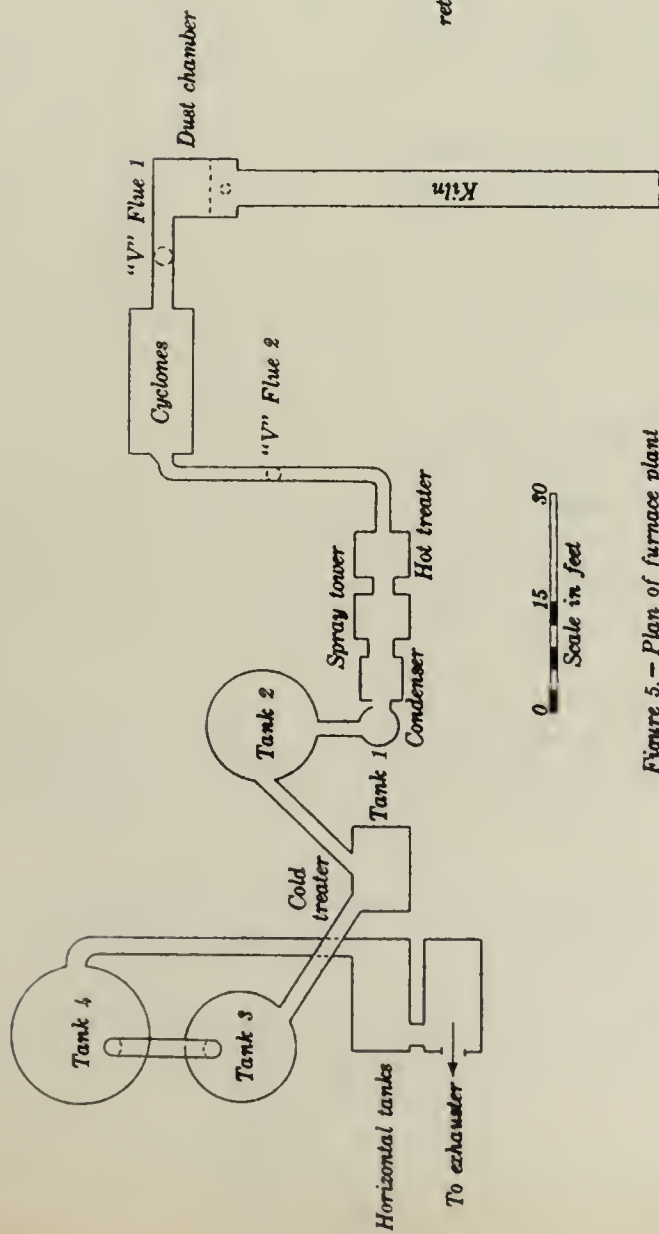 ret
Dust chamber
"V" Flue 1
Kiln
Cyclones
"V" Flue 2
Hot treater
Spray tower
Condenser
Tank 2
Tank 1
Cold
treater
Tank 4
Tank 3
Horizontal tanks
To exhauster
0 15 30
Scale in feet
Figure 5. – Plan of furnace plant